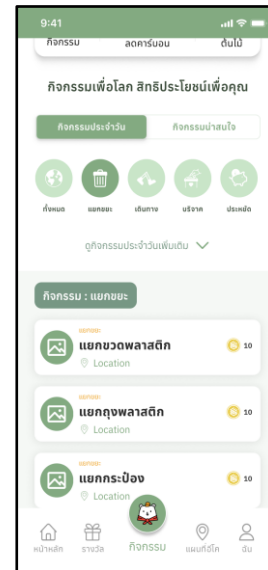 9:41
กิจกรรม ลดคาร์บอน ต้นไม้
กิจกรรมเพื่อโลก สิทธิประโยชน์เพื่อคุณ
กิจกรรมประจำวัน กิจกรรมน่าสนใจ
ทั้งหมด แยกขยะ เดินทาง บริจาค ประหยัด
ดูกิจกรรมประจำวันเพิ่มเติม
กิจกรรม : แยกขยะ
แยกขยะ
แยกขวดพลาสติก 10
Location
แยกขยะ
แยกถุงพลาสติก 10
Location
แยกขยะ
แยกกระป๋อง 10
Location
หน้าหลัก รางวัล กิจกรรม แผนที่อีโค ฉัน